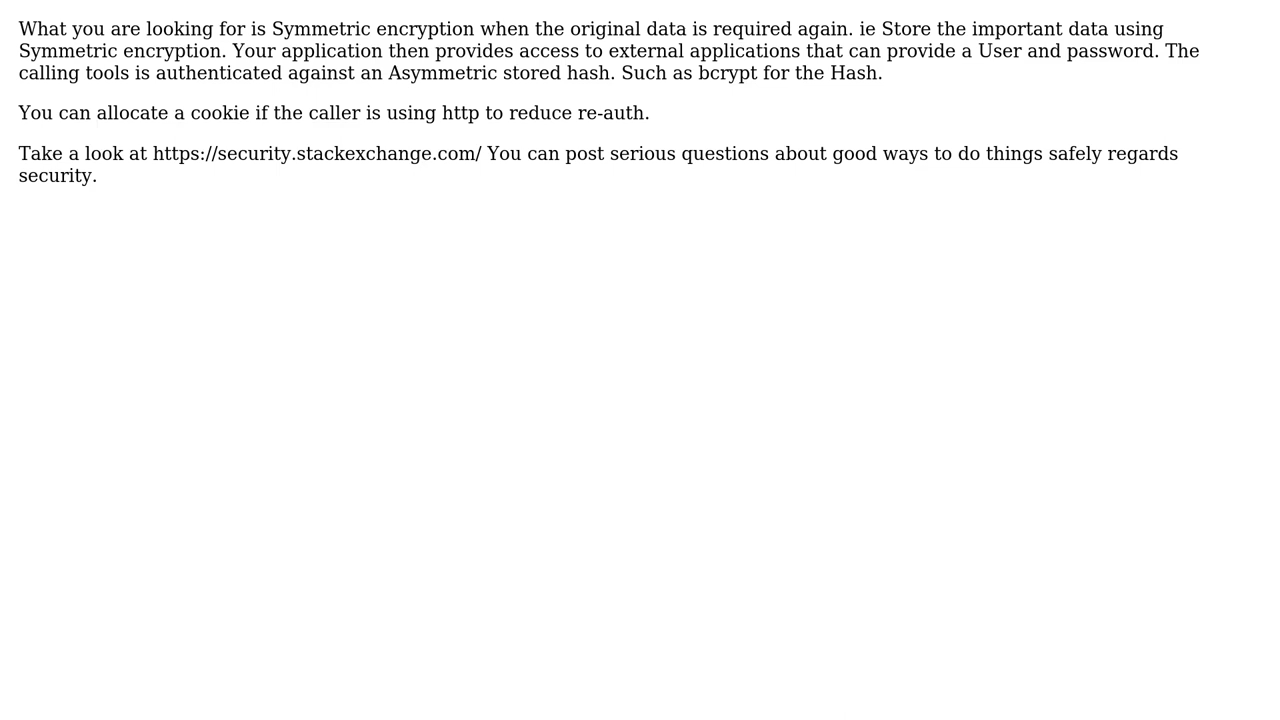 What you are looking for is Symmetric encryption when the original data is required again. ie Store the important data using
Symmetric encryption. Your application then provides access to external applications that can provide a User and password. The
calling tools is authenticated against an Asymmetric stored hash. Such as bcrypt for the Hash.
You can allocate a cookie if the caller is using http to reduce re-auth.
Take a look at https://security.stackexchange.com/ You can post serious questions about good ways to do things safely regards
security.